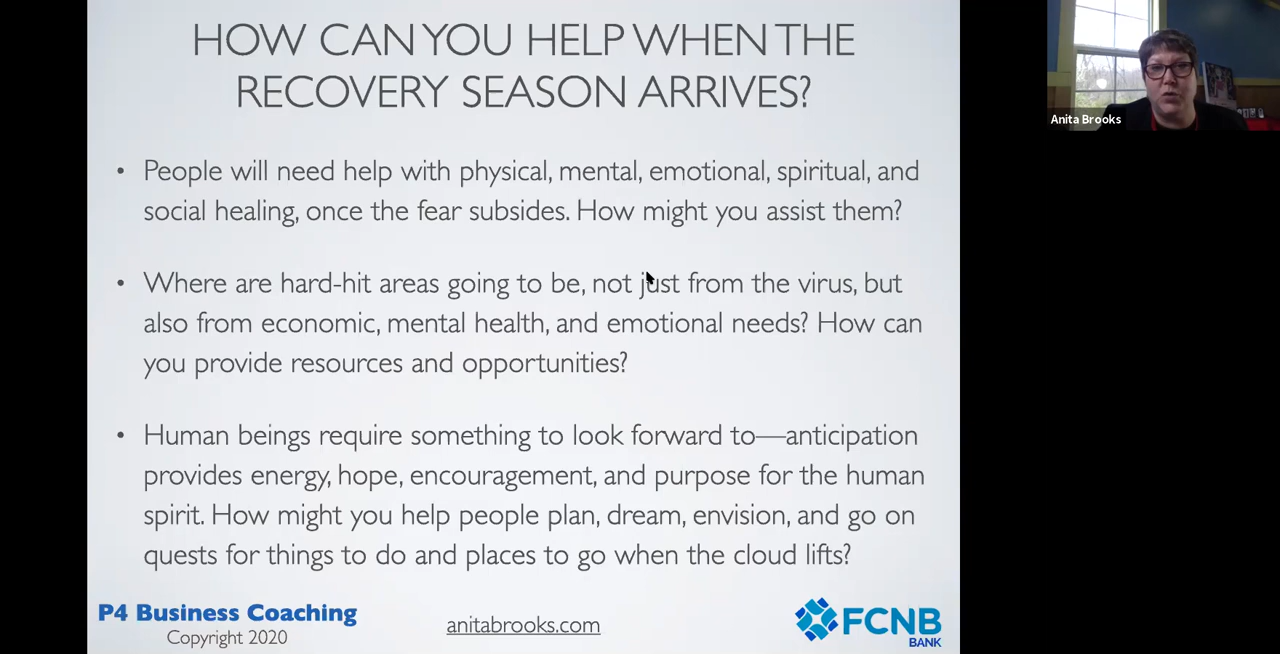 HOW CAN YOU HELP WHEN THE
RECOVERY SEASON ARRIVES?
• People will need help with physical, mental, emotional, spiritual, and
social healing, once the fear subsides. How might you assist them?
• Where are hard-hit areas going to be, not just from the virus, but
also from economic, mental health, and emotional needs? How can
you provide resources and opportunities?
• Human beings require something to look forward to—anticipation
provides energy, hope, encouragement, and purpose for the human
spirit. How might you help people plan, dream, envision, and go on
quests for things to do and places to go when the cloud lifts?
P4 Business Coaching
Copyright 2020
anitabrooks.com
FCNB
BANK
Anita Brooks